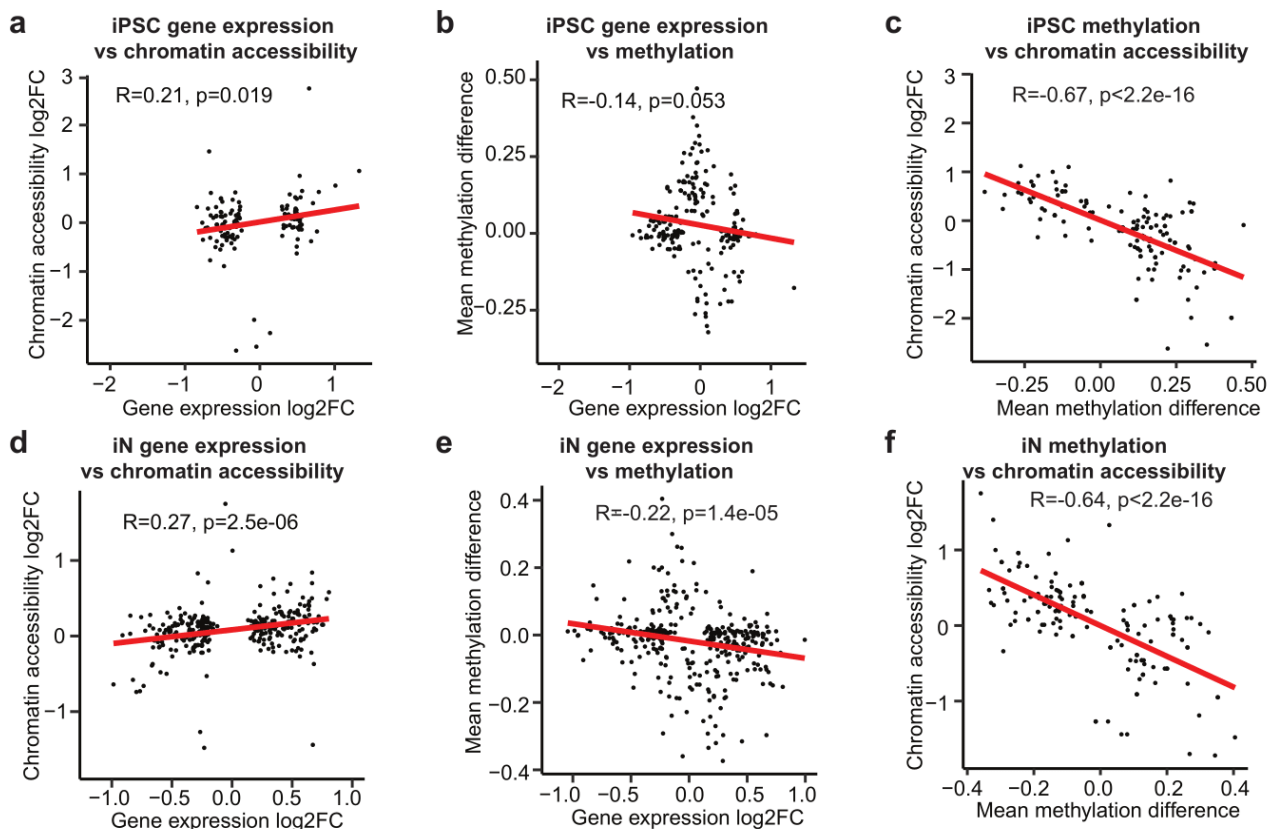 a
iPSC gene expression
vs chromatin accessibility
R=0.21, p=0.019
Chromatin accessibility log2FC
3
2
1
0
−1
−2
−2
−1
0
1
Gene expression log2FC
b
iPSC gene expression
vs methylation
R=-0.14, p=0.053
Mean methylation difference
0.50
0.25
0.00
−0.25
−2
−1
0
1
Gene expression log2FC
c
iPSC methylation
vs chromatin accessibility
R=-0.67, p<2.2e-16
Chromatin accessibility log2FC
3
2
1
0
−1
−2
−0.25
0.00
0.25
0.50
Mean methylation difference
d
iN gene expression
vs chromatin accessibility
R=0.27, p=2.5e-06
Chromatin accessibility log2FC
1
0
−1
−1.0
−0.5
0.0
0.5
1.0
Gene expression log2FC
e
iN gene expression
vs methylation
R=-0.22, p=1.4e-05
Mean methylation difference
0.4
0.2
0.0
−0.2
−0.4
−1.0
−0.5
0.0
0.5
1.0
Gene expression log2FC
f
iN methylation
vs chromatin accessibility
R=-0.64, p<2.2e-16
Chromatin accessibility log2FC
1
0
−1
−0.4
−0.2
0.0
0.2
0.4
Mean methylation difference